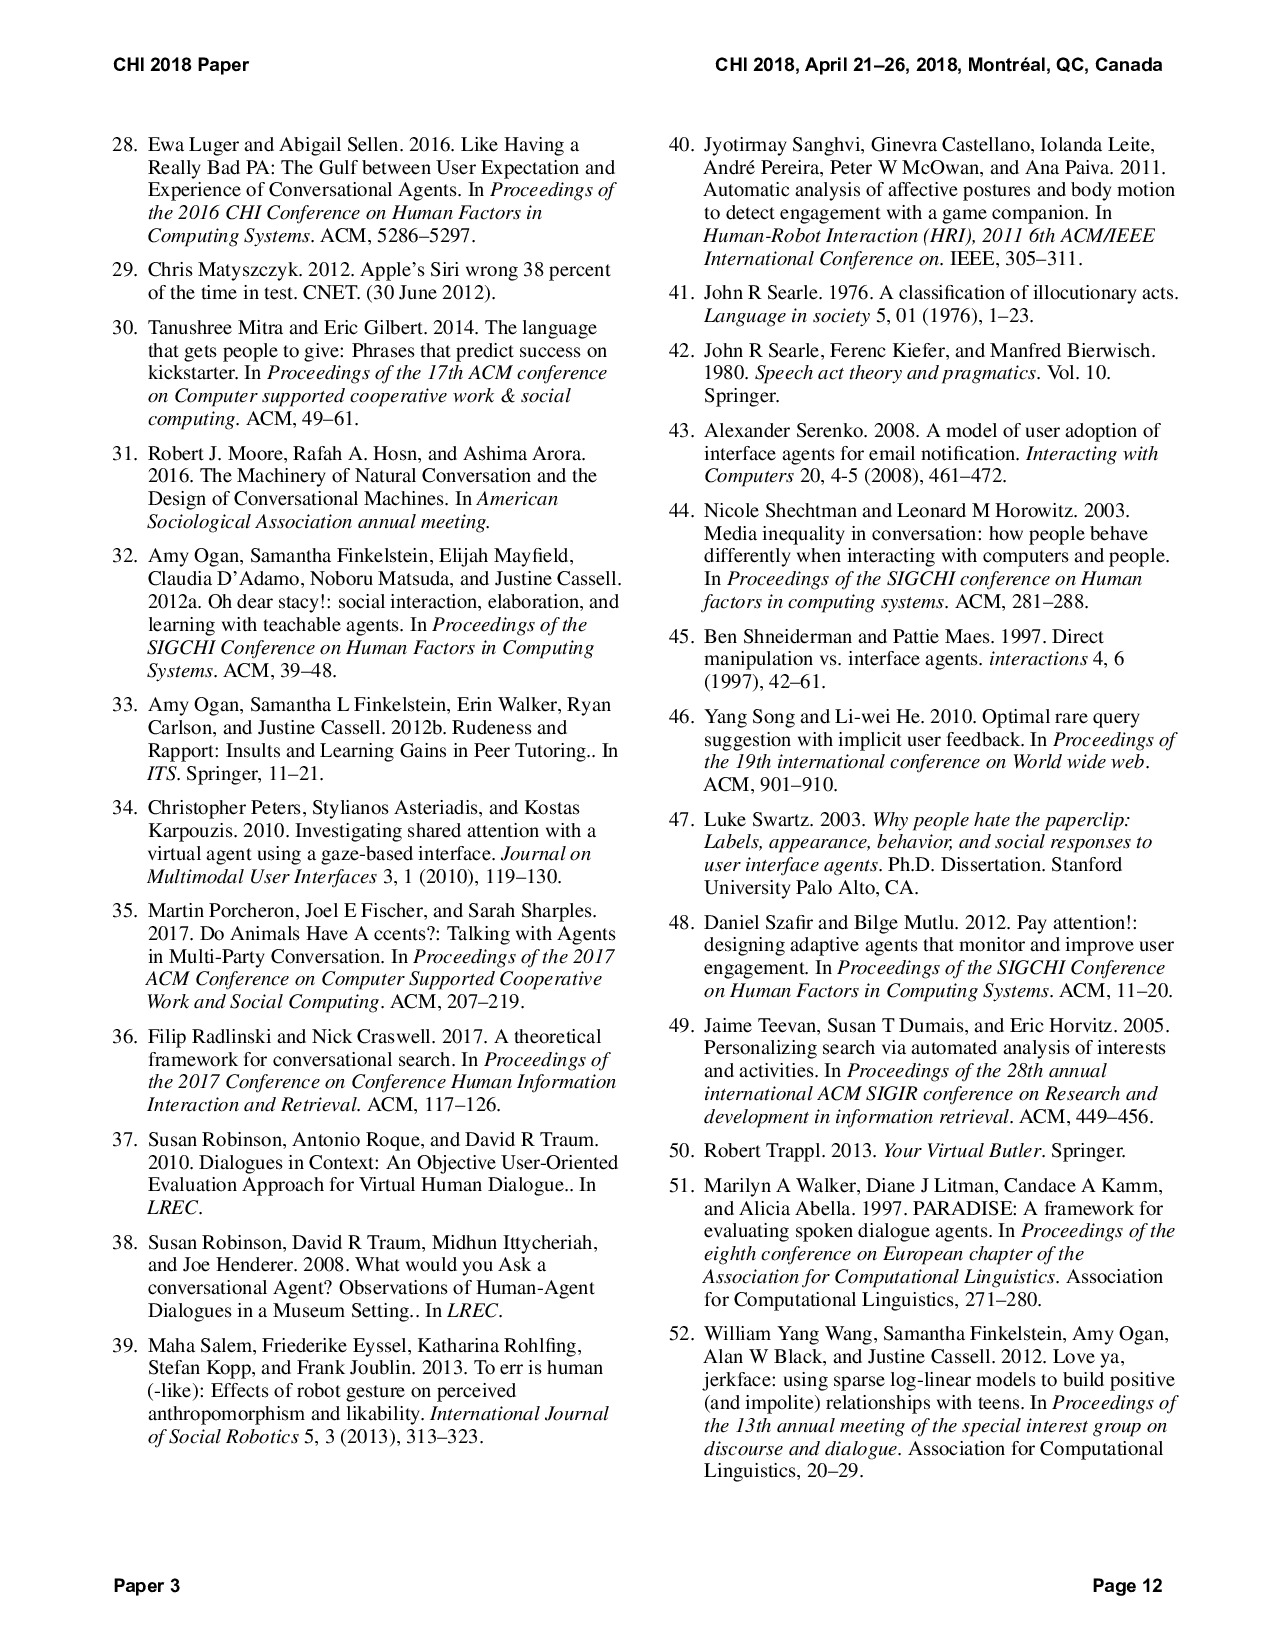 CHI 2018 Paper
CHI 2018, April 21–26, 2018, Montréal, QC, Canada
28. Ewa Luger and Abigail Sellen. 2016. Like Having a
Really Bad PA: The Gulf between User Expectation and
Experience of Conversational Agents. In Proceedings of
the 2016 CHI Conference on Human Factors in
Computing Systems. ACM, 5286–5297.
29. Chris Matyszczyk. 2012. Apple's Siri wrong 38 percent
of the time in test. CNET. (30 June 2012).
30. Tanushree Mitra and Eric Gilbert. 2014. The language
that gets people to give: Phrases that predict success on
kickstarter. In Proceedings of the 17th ACM conference
on Computer supported cooperative work & social
computing. ACM, 49–61.
31. Robert J. Moore, Rafah A. Hosn, and Ashima Arora.
2016. The Machinery of Natural Conversation and the
Design of Conversational Machines. In American
Sociological Association annual meeting.
32. Amy Ogan, Samantha Finkelstein, Elijah Mayfield,
Claudia D'Adamo, Noboru Matsuda, and Justine Cassell.
2012a. Oh dear stacy!: social interaction, elaboration, and
learning with teachable agents. In Proceedings of the
SIGCHI Conference on Human Factors in Computing
Systems. ACM, 39–48.
33. Amy Ogan, Samantha L Finkelstein, Erin Walker, Ryan
Carlson, and Justine Cassell. 2012b. Rudeness and
Rapport: Insults and Learning Gains in Peer Tutoring.. In
ITS. Springer, 11–21.
34. Christopher Peters, Stylianos Asteriadis, and Kostas
Karpouzis. 2010. Investigating shared attention with a
virtual agent using a gaze-based interface. Journal on
Multimodal User Interfaces 3, 1 (2010), 119–130.
35. Martin Porcheron, Joel E Fischer, and Sarah Sharples.
2017. Do Animals Have A ccents?: Talking with Agents
in Multi-Party Conversation. In Proceedings of the 2017
ACM Conference on Computer Supported Cooperative
Work and Social Computing. ACM, 207–219.
36. Filip Radlinski and Nick Craswell. 2017. A theoretical
framework for conversational search. In Proceedings of
the 2017 Conference on Conference Human Information
Interaction and Retrieval. ACM, 117–126.
37. Susan Robinson, Antonio Roque, and David R Traum.
2010. Dialogues in Context: An Objective User-Oriented
Evaluation Approach for Virtual Human Dialogue.. In
LREC.
38. Susan Robinson, David R Traum, Midhun Ittycheriah,
and Joe Henderer. 2008. What would you Ask a
conversational Agent? Observations of Human-Agent
Dialogues in a Museum Setting.. In LREC.
39. Maha Salem, Friederike Eyssel, Katharina Rohlfing,
Stefan Kopp, and Frank Joublin. 2013. To err is human
(-like): Effects of robot gesture on perceived
anthropomorphism and likability. International Journal
of Social Robotics 5, 3 (2013), 313–323.
40. Jyotirmay Sanghvi, Ginevra Castellano, Iolanda Leite,
André Pereira, Peter W McOwan, and Ana Paiva. 2011.
Automatic analysis of affective postures and body motion
to detect engagement with a game companion. In
Human-Robot Interaction (HRI), 2011 6th ACM/IEEE
International Conference on. IEEE, 305–311.
41. John R Searle. 1976. A classification of illocutionary acts.
Language in society 5, 01 (1976), 1–23.
42. John R Searle, Ferenc Kiefer, and Manfred Bierwisch.
1980. Speech act theory and pragmatics. Vol. 10.
Springer.
43. Alexander Serenko. 2008. A model of user adoption of
interface agents for email notification. Interacting with
Computers 20, 4-5 (2008), 461–472.
44. Nicole Shechtman and Leonard M Horowitz. 2003.
Media inequality in conversation: how people behave
differently when interacting with computers and people.
In Proceedings of the SIGCHI conference on Human
factors in computing systems. ACM, 281–288.
45. Ben Shneiderman and Pattie Maes. 1997. Direct
manipulation vs. interface agents. interactions 4, 6
(1997), 42–61.
46. Yang Song and Li-wei He. 2010. Optimal rare query
suggestion with implicit user feedback. In Proceedings of
the 19th international conference on World wide web.
ACM, 901–910.
47. Luke Swartz. 2003. Why people hate the paperclip:
Labels, appearance, behavior, and social responses to
user interface agents. Ph.D. Dissertation. Stanford
University Palo Alto, CA.
48. Daniel Szafir and Bilge Mutlu. 2012. Pay attention!:
designing adaptive agents that monitor and improve user
engagement. In Proceedings of the SIGCHI Conference
on Human Factors in Computing Systems. ACM, 11–20.
49. Jaime Teevan, Susan T Dumais, and Eric Horvitz. 2005.
Personalizing search via automated analysis of interests
and activities. In Proceedings of the 28th annual
international ACM SIGIR conference on Research and
development in information retrieval. ACM, 449–456.
50. Robert Trappl. 2013. Your Virtual Butler. Springer.
51. Marilyn A Walker, Diane J Litman, Candace A Kamm,
and Alicia Abella. 1997. PARADISE: A framework for
evaluating spoken dialogue agents. In Proceedings of the
eighth conference on European chapter of the
Association for Computational Linguistics. Association
for Computational Linguistics, 271–280.
52. William Yang Wang, Samantha Finkelstein, Amy Ogan,
Alan W Black, and Justine Cassell. 2012. Love ya,
jerkface: using sparse log-linear models to build positive
(and impolite) relationships with teens. In Proceedings of
the 13th annual meeting of the special interest group on
discourse and dialogue. Association for Computational
Linguistics, 20–29.
Paper 3
Page 12